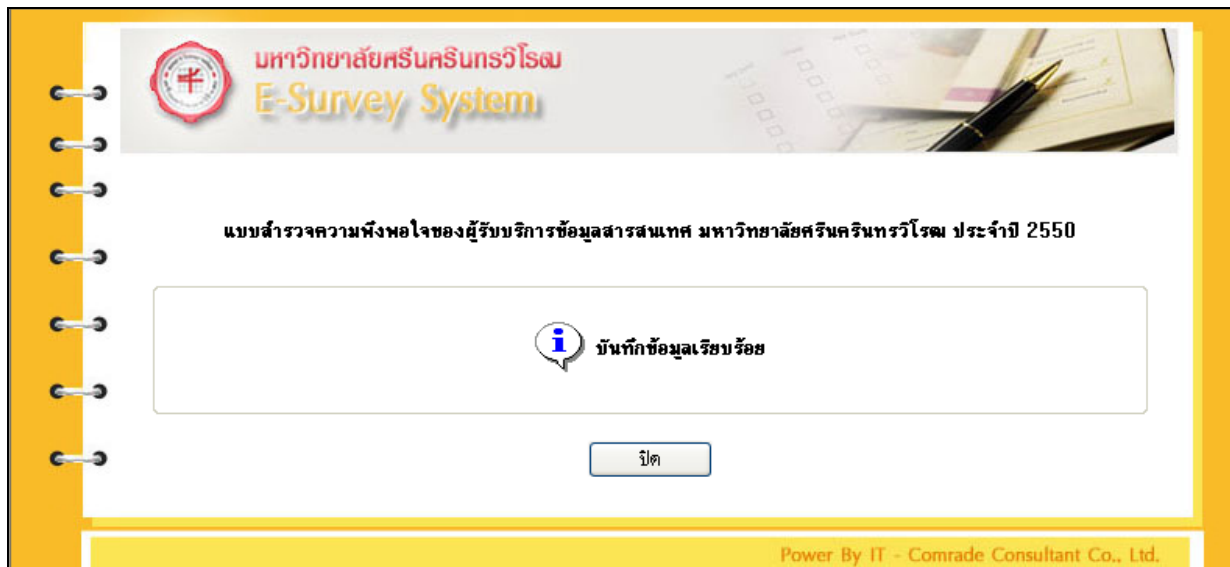 มหาวิทยาลัยศรีนครินทรวิโรฒ
E-Survey System
แบบสำรวจความพึงพอใจของผู้รับบริการข้อมูลสารสนเทศ มหาวิทยาลัยศรีนครินทรวิโรฒ ประจำปี 2550
บันทึกข้อมูลเรียบร้อย
ปิด
Power By IT - Comrade Consultant Co., Ltd.